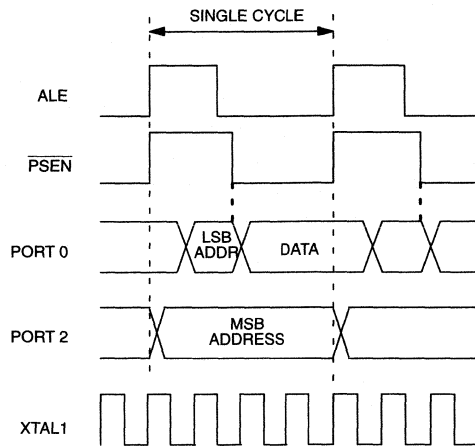 SINGLE CYCLE
ALE
PSEN
PORT 0
LSB
ADDR
DATA
PORT 2
MSB
ADDRESS
XTAL1